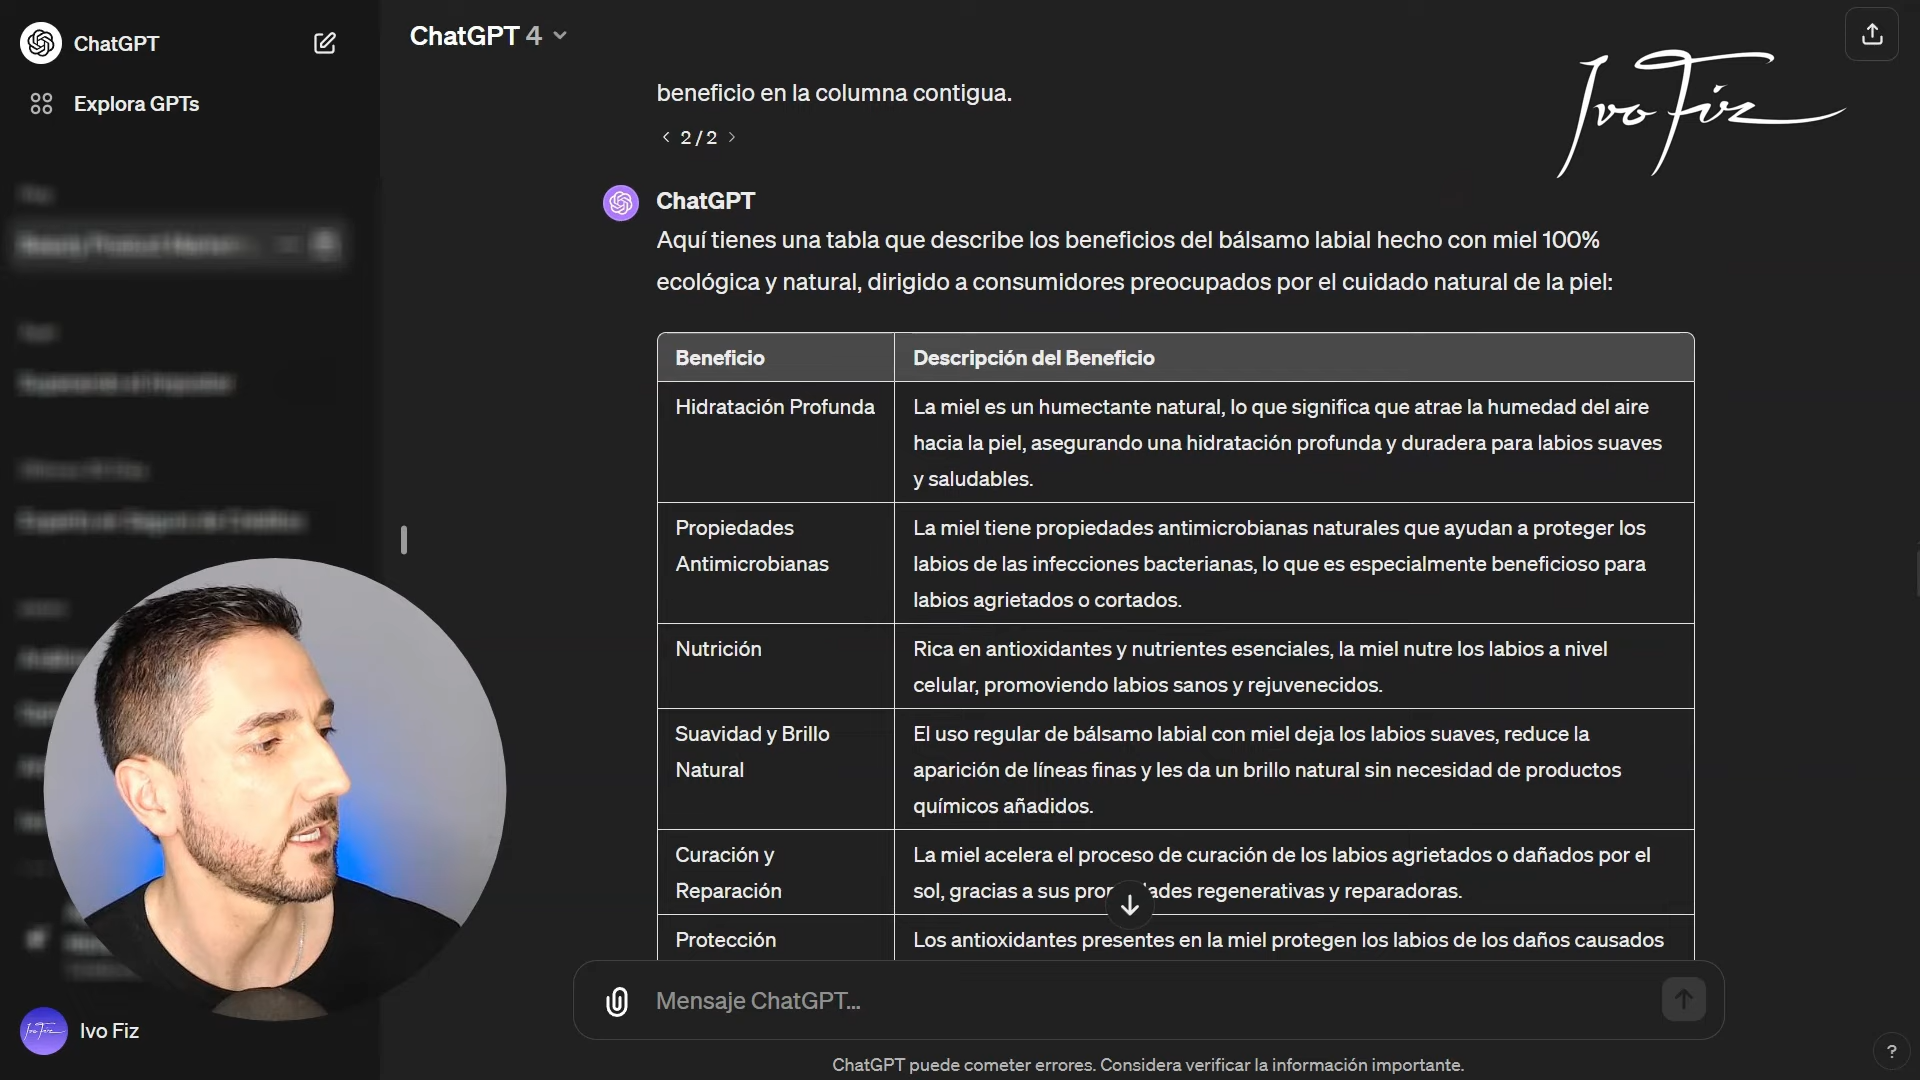 ChatGPT
Explora GPTs
ChatGPT 4
Ivo Fiz
beneficio en la columna contigua.
2 / 2
ChatGPT
Aquí tienes una tabla que describe los beneficios del bálsamo labial hecho con miel 100%
ecológica y natural, dirigido a consumidores preocupados por el cuidado natural de la piel:
Beneficio
Descripción del Beneficio
Hidratación Profunda
La miel es un humectante natural, lo que significa que atrae la humedad del aire
hacia la piel, asegurando una hidratación profunda y duradera para labios suaves
y saludables.
Propiedades
Antimicrobianas
La miel tiene propiedades antimicrobianas naturales que ayudan a proteger los
labios de las infecciones bacterianas, lo que es especialmente beneficioso para
labios agrietados o cortados.
Nutrición
Rica en antioxidantes y nutrientes esenciales, la miel nutre los labios a nivel
celular, promoviendo labios sanos y rejuvenecidos.
Suavidad y Brillo
Natural
El uso regular de bálsamo labial con miel deja los labios suaves, reduce la
aparición de líneas finas y les da un brillo natural sin necesidad de productos
químicos añadidos.
Curación y
Reparación
La miel acelera el proceso de curación de los labios agrietados o dañados por el
sol, gracias a sus regenerativas y reparadoras.
Protección
Los antioxidantes presentes en la miel protegen los labios de los daños causados
Mensaje ChatGPT...
Ivo Fiz
ChatGPT puede cometer errores. Considera verificar la información importante.
?